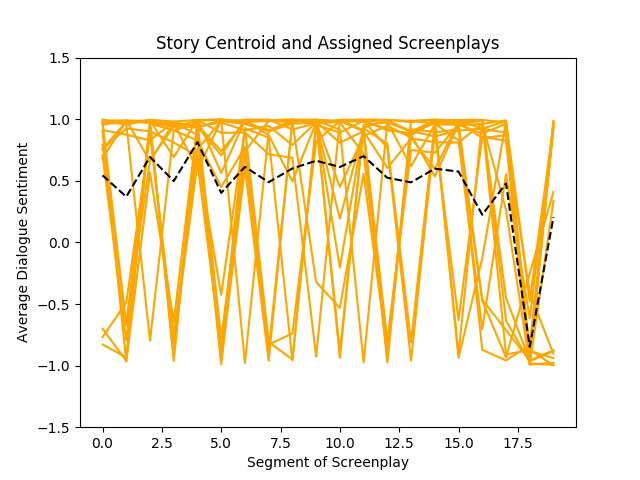 Story Centroid and Assigned Screenplays
Average Dialogue Sentiment
1.5
1.0
0.5
0.0
−0.5
−1.0
−1.5
0.0 2.5 5.0 7.5 10.0 12.5 15.0 17.5
Segment of Screenplay